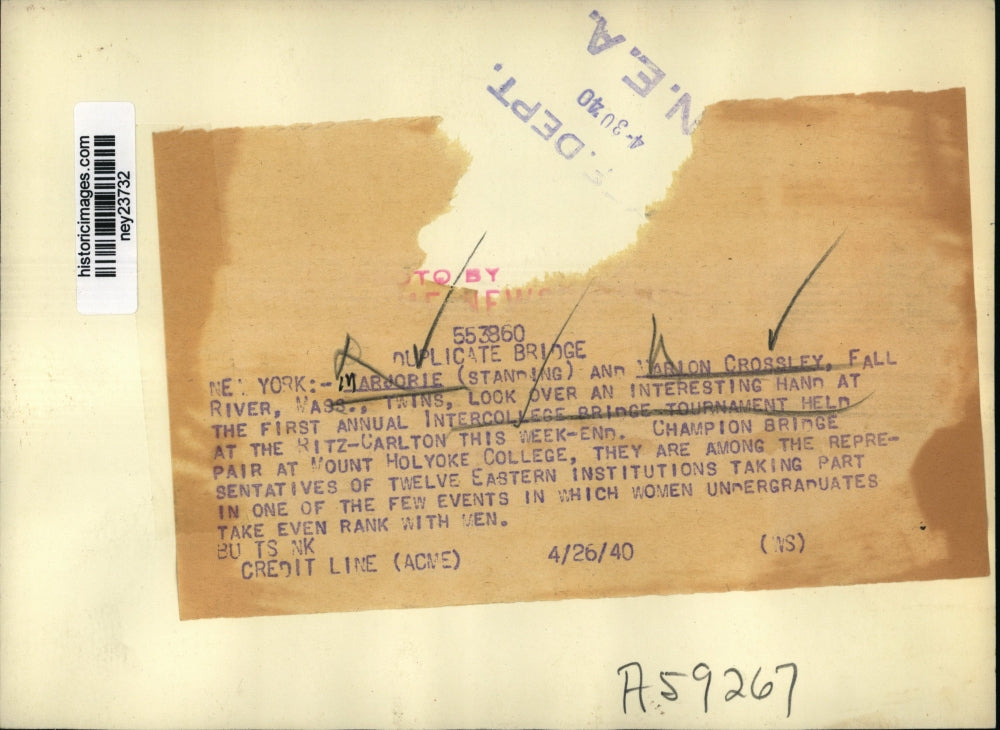 N.E.A.
4-30 40
DEPT.
historicimages.com
ney23732
TO BY
NEWS
553860
DUPLICATE BRIDGE
NEW YORK:- MARJORIE (STANDING) AND MARION CROSSLEY, FALL
RIVER, MASS., TWINS, LOOK OVER AN INTERESTING HAND AT
THE FIRST ANNUAL INTERCOLLEGE BRIDGE TOURNAMENT HELD
AT THE RITZ-CARLTON THIS WEEK-END. CHAMPION BRIDGE
PAIR AT MOUNT HOLYOKE COLLEGE, THEY ARE AMONG THE REPRE-
SENTATIVES OF TWELVE EASTERN INSTITUTIONS TAKING PART
IN ONE OF THE FEW EVENTS IN WHICH WOMEN UNDERGRADUATES
TAKE EVEN RANK WITH MEN.
BU TS NK
CREDIT LINE (ACME) 4/26/40 (WS)
A59267